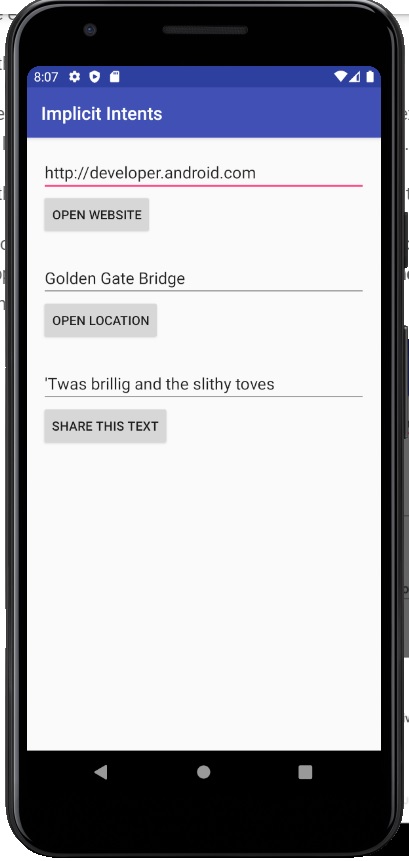 8:07
Implicit Intents
http://developer.android.com
OPEN WEBSITE
Golden Gate Bridge
OPEN LOCATION
'Twas brillig and the slithy toves
SHARE THIS TEXT